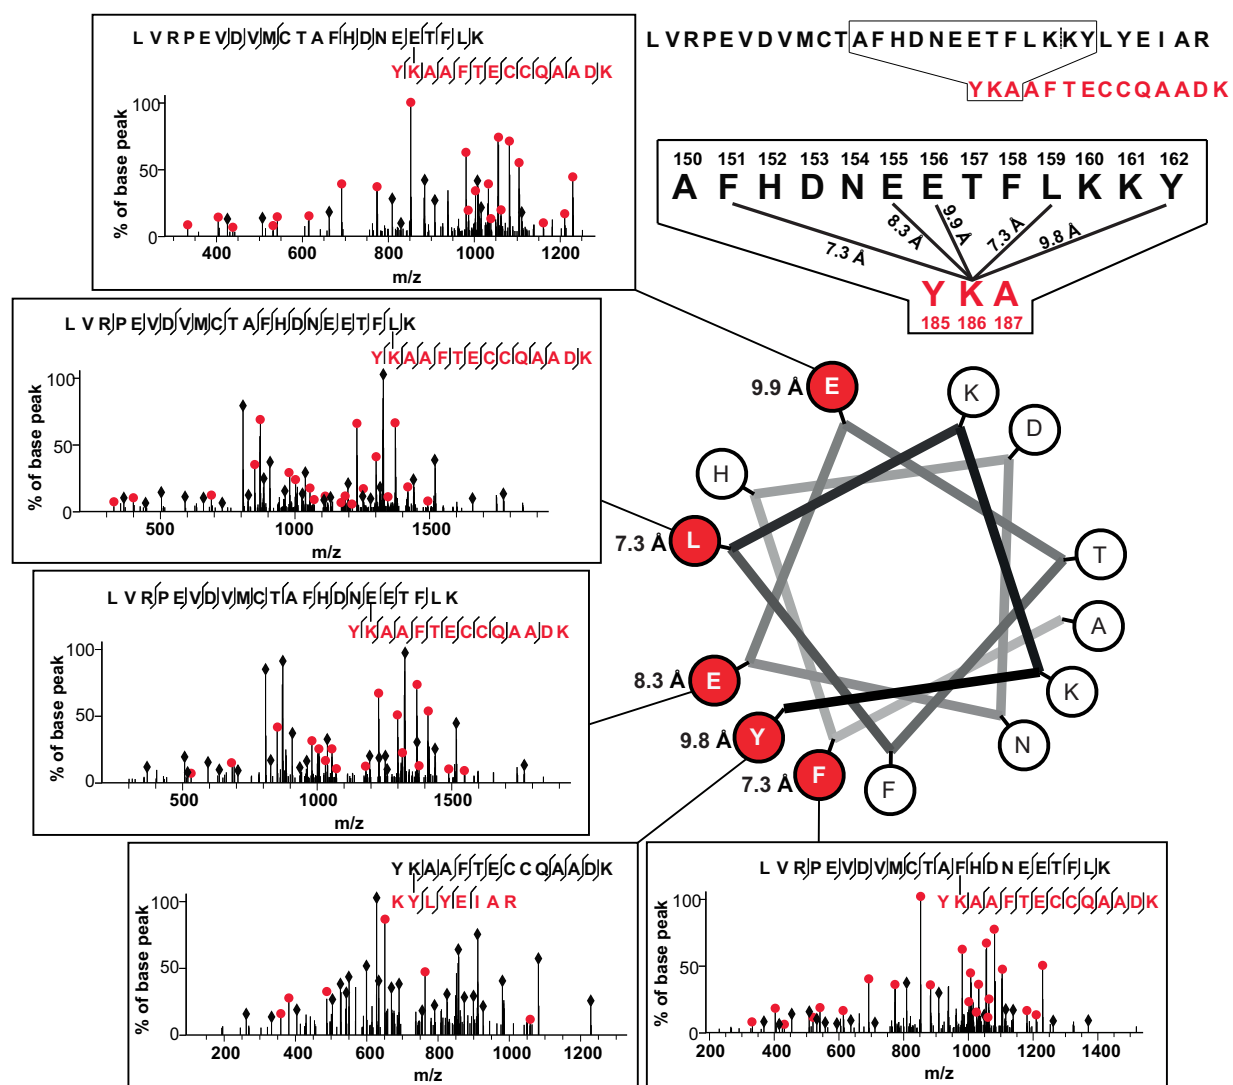 LVRPEVDVMCTAFHDNEETFLK
YKAAFTECCQAADK
% of base peak
100
50
0
400 600 800 1000 1200
m/z
LVRPEVDVMCTAFHDNEETFLKKYLYEIAR
YKAAFTECCQAADK
150 151 152 153 154 155 156 157 158 159 160 161 162
A F H D N E E T F L K K Y
7.3 Å 8.3 Å 9.9 Å 7.3 Å 9.8 Å
Y K A
185 186 187
LVRPEVDVMCTAFHDNEETFLK
YKAAFTECCQAADK
% of base peak
100
50
0
500 1000 1500
m/z
9.9 Å E
K
D
H
7.3 Å L
T
A
8.3 Å E
K
9.8 Å Y
N
7.3 Å F
F
LVRPEVDVMCTAFHDNEETFLK
YKAAFTECCQAADK
% of base peak
100
50
0
500 1000 1500
m/z
YKAAFTECCQAADK
KYLYEIAR
% of base peak
100
50
0
200 400 600 800 1000 1200
m/z
LVRPEVDVMCTAFHDNEETFLK
YKAAFTECCQAADK
% of base peak
100
50
0
200 400 600 800 1000 1200 1400
m/z